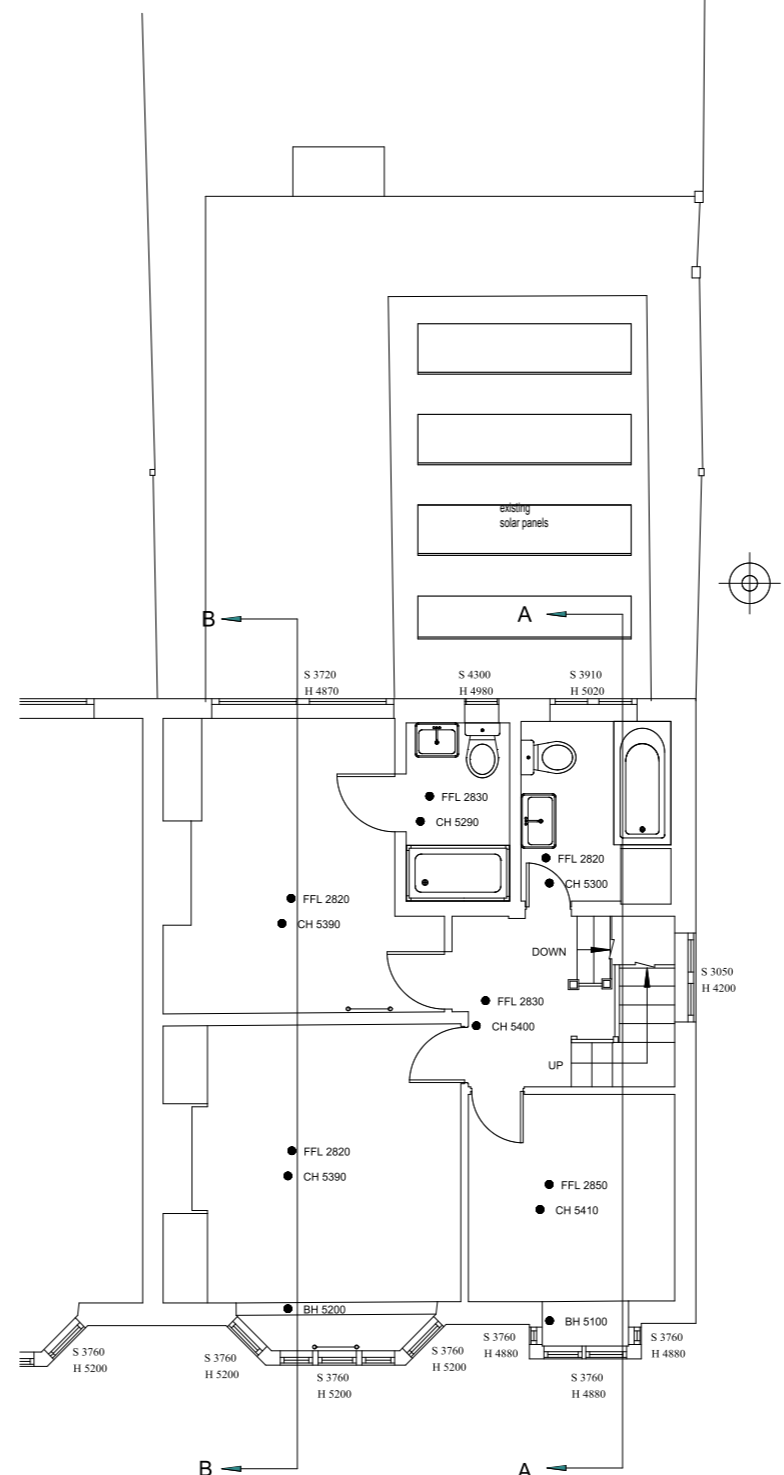 existing
solar panels
B
A
S 3720
H 4870
S 4300
H 4980
S 3910
H 5020
FFL 2830
CH 5290
FFL 2820
CH 5300
FFL 2820
CH 5390
DOWN
S 3050
H 4200
FFL 2830
CH 5400
UP
FFL 2820
CH 5390
FFL 2850
CH 5410
BH 5200
BH 5100
S 3760
H 5200
S 3760
H 5200
S 3760
H 5200
S 3760
H 5200
S 3760
H 4880
S 3760
H 4880
S 3760
H 4880
B
A